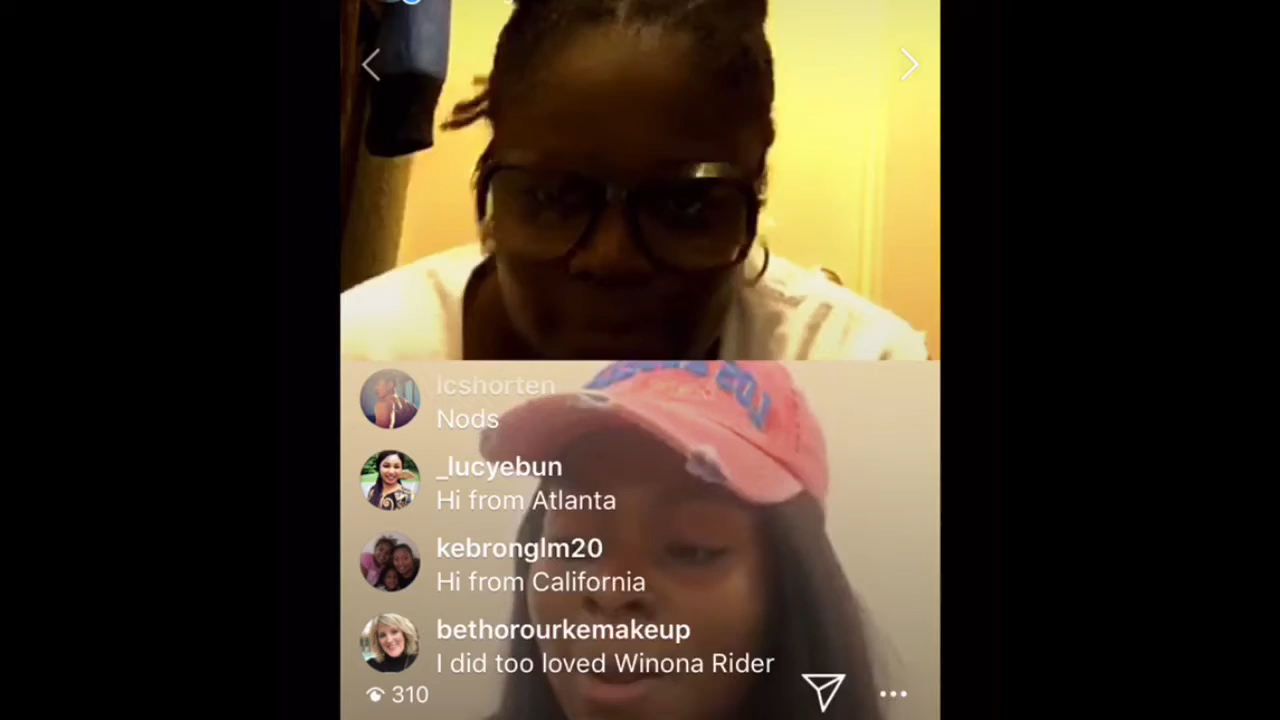 lcshorten
Nods
_lucyebun
Hi from Atlanta
kebronglm20
Hi from California
bethorourkemakeup
I did too loved Winona Rider
310